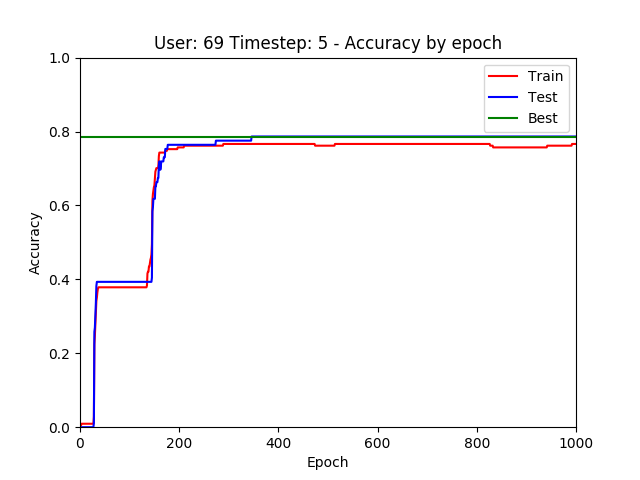 User: 69 Timestep: 5 - Accuracy by epoch
1.0
0.8
0.6
0.4
0.2
0.0
Accuracy
Train
Test
Best
0 200 400 600 800 1000
Epoch